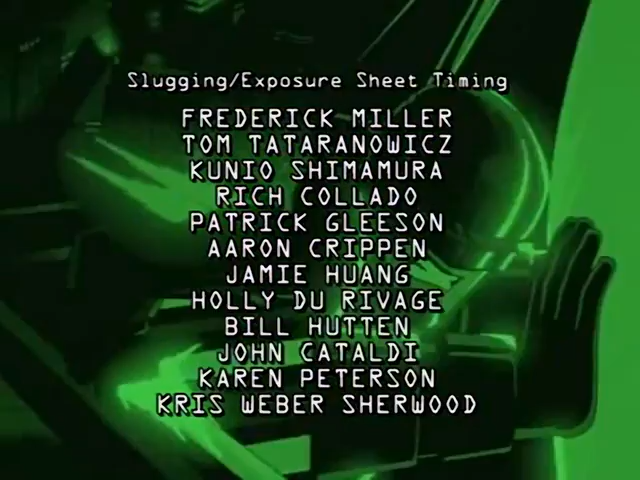 Slugging/Exposure Sheet Timing
FREDERICK MILLER
TOM TATARANOWICZ
KUNIO SHIMAMURA
RICH COLLADO
PATRICK GLEESON
AARON CRIPPEN
JAMIE HUANG
HOLLY DU RIVAGE
BILL HUTTEN
JOHN CATALDI
KAREN PETERSON
KRIS WEBER SHERWOOD